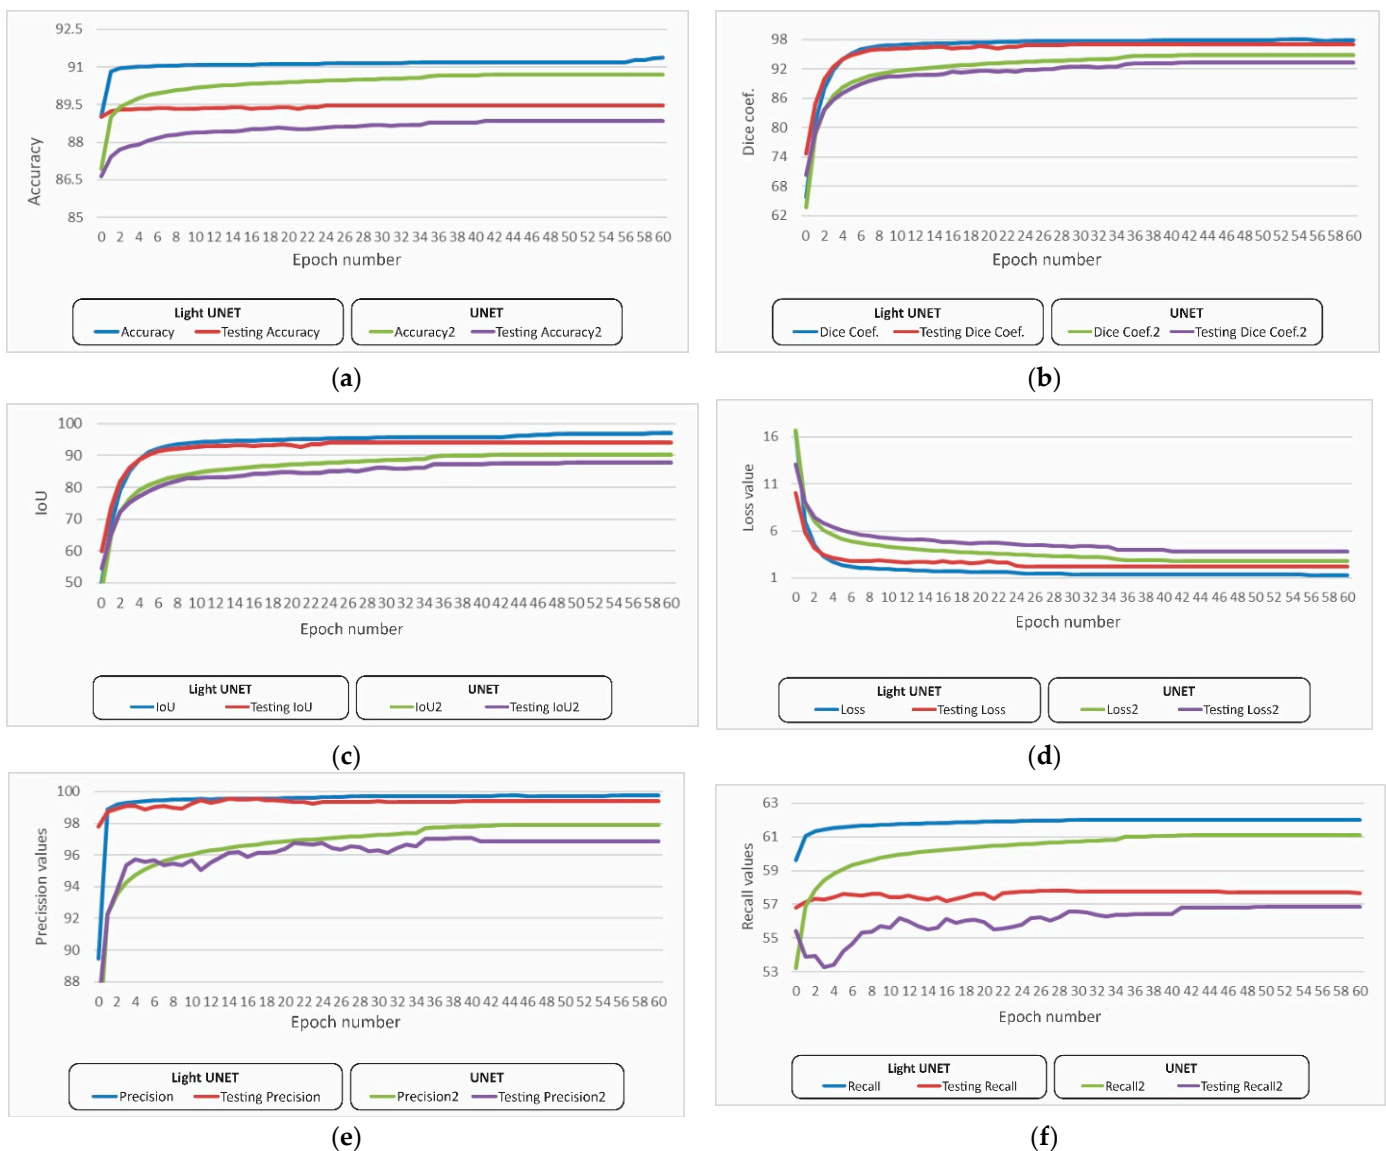 92.5
91
89.5
88
86.5
85
Accuracy
0 2 4 6 8 10 12 14 16 18 20 22 24 26 28 30 32 34 36 38 40 42 44 46 48 50 52 54 56 58 60
Epoch number
Light UNET
Accuracy Testing Accuracy
UNET
Accuracy2 Testing Accuracy2
(a)
98
92
86
80
74
68
62
Dice coef.
0 2 4 6 8 10 12 14 16 18 20 22 24 26 28 30 32 34 36 38 40 42 44 46 48 50 52 54 56 58 60
Epoch number
Light UNET
Dice Coef. Testing Dice Coef.
UNET
Dice Coef.2 Testing Dice Coef.2
(b)
100
90
80
70
60
50
IoU
0 2 4 6 8 10 12 14 16 18 20 22 24 26 28 30 32 34 36 38 40 42 44 46 48 50 52 54 56 58 60
Epoch number
Light UNET
IoU Testing IoU
UNET
IoU2 Testing IoU2
(c)
16
11
6
1
Loss value
0 2 4 6 8 10 12 14 16 18 20 22 24 26 28 30 32 34 36 38 40 42 44 46 48 50 52 54 56 58 60
Epoch number
Light UNET
Loss Testing Loss
UNET
Loss2 Testing Loss2
(d)
100
98
96
94
92
90
88
Precission values
0 2 4 6 8 10 12 14 16 18 20 22 24 26 28 30 32 34 36 38 40 42 44 46 48 50 52 54 56 58 60
Epoch number
Light UNET
Precision Testing Precision
UNET
Precision2 Testing Precision2
(e)
63
61
59
57
55
53
Recall values
0 2 4 6 8 10 12 14 16 18 20 22 24 26 28 30 32 34 36 38 40 42 44 46 48 50 52 54 56 58 60
Epoch number
Light UNET
Recall Testing Recall
UNET
Recall2 Testing Recall2
(f)